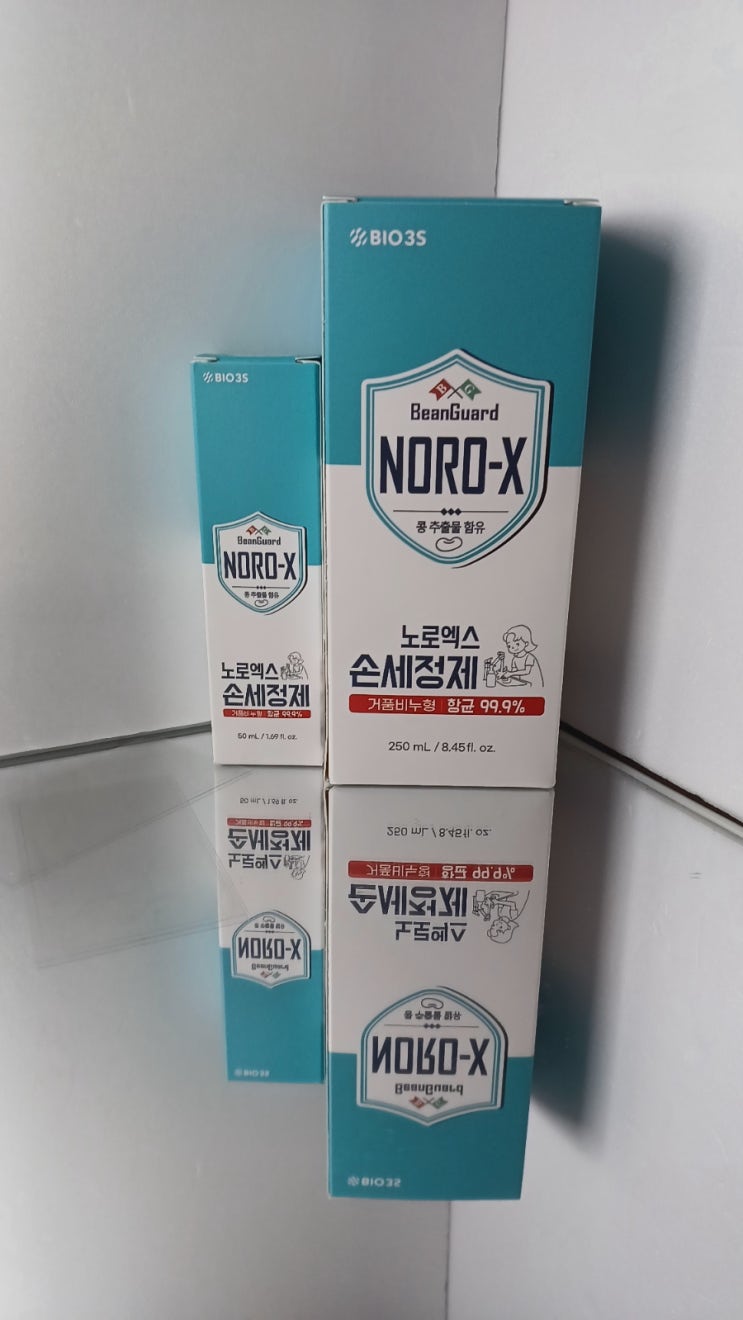 BIO3S
B G
BeanGuard
NORO-X
콩 추출물 함유
노로엑스
손세정제
거품비누형 | 항균 99.9%
50 mL / 1.69 fl. oz.
BIO3S
B G
BeanGuard
NORO-X
콩 추출물 함유
노로엑스
손세정제
거품비누형 | 항균 99.9%
250 mL / 8.45 fl. oz.